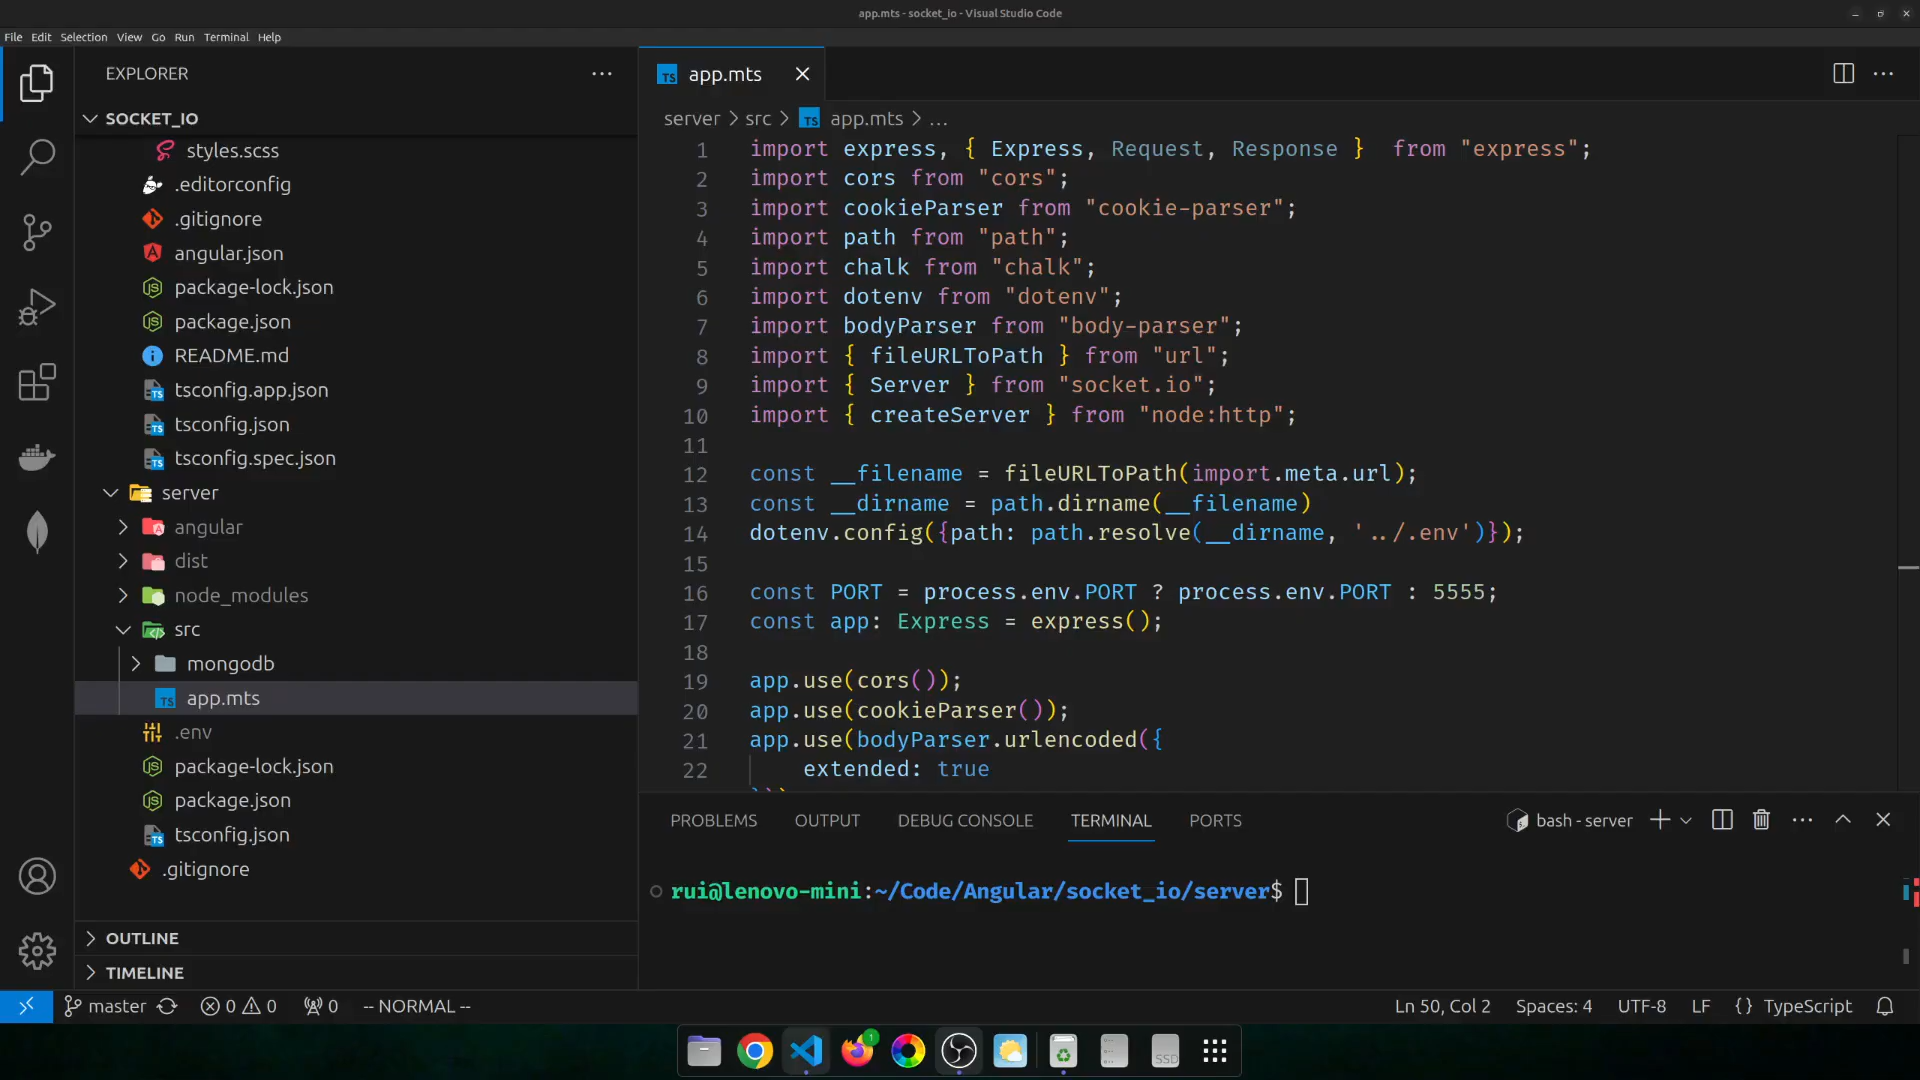 app.mts - socket_io - Visual Studio Code
File Edit Selection View Go Run Terminal Help
EXPLORER
SOCKET_IO
styles.scss
.editorconfig
.gitignore
angular.json
package-lock.json
package.json
README.md
tsconfig.app.json
tsconfig.json
tsconfig.spec.json
server
angular
dist
node_modules
src
mongodb
app.mts
.env
package-lock.json
package.json
tsconfig.json
.gitignore
OUTLINE
TIMELINE
app.mts
server > src > TS app.mts > ...
1 import express, { Express, Request, Response }  from "express";
2 import cors from "cors";
3 import cookieParser from "cookie-parser";
4 import path from "path";
5 import chalk from "chalk";
6 import dotenv from "dotenv";
7 import bodyParser from "body-parser";
8 import { fileURLToPath } from "url";
9 import { Server } from "socket.io";
10 import { createServer } from "node:http";
11
12 const __filename = fileURLToPath(import.meta.url);
13 const __dirname = path.dirname(__filename)
14 dotenv.config({path: path.resolve(__dirname, '../.env')});
15
16 const PORT = process.env.PORT ? process.env.PORT : 5555;
17 const app: Express = express();
18
19 app.use(cors());
20 app.use(cookieParser());
21 app.use(bodyParser.urlencoded({
22     extended: true
PROBLEMS OUTPUT DEBUG CONSOLE TERMINAL PORTS
bash - server
rui@lenovo-mini:~/Code/Angular/socket_io/server$
master 0 0 0 -- NORMAL --
Ln 50, Col 2 Spaces: 4 UTF-8 LF {} TypeScript
1
SSD